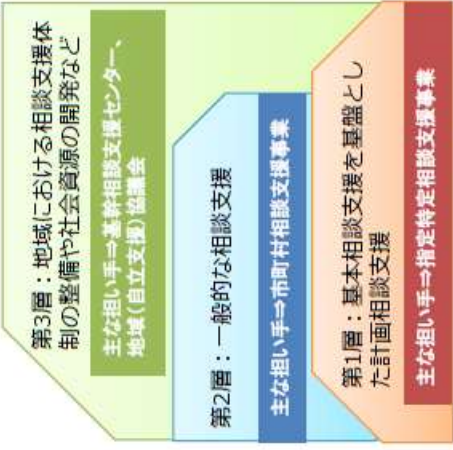 第3層：地域における相談支援体
制の整備や社会資源の開発など
主な担い手⇒基幹相談支援センター、
地域（自立支援）協議会
第2層：一般的な相談支援
主な担い手⇒市町村相談支援事業
第1層：基本相談支援を基盤とし
た計画相談支援
主な担い手⇒指定特定相談支援事業